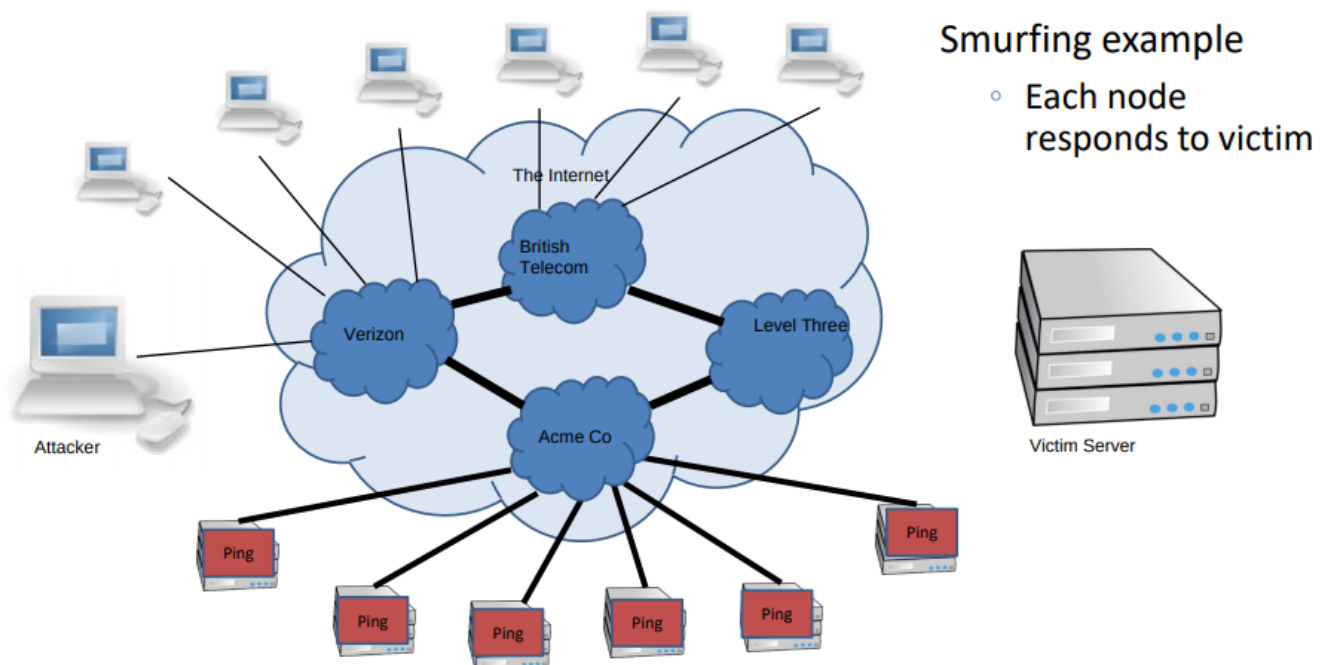 Smurfing example
Each node
responds to victim
The Internet
British
Telecom
Verizon
Level Three
Acme Co
Attacker
Victim Server
Ping
Ping
Ping
Ping
Ping
Ping